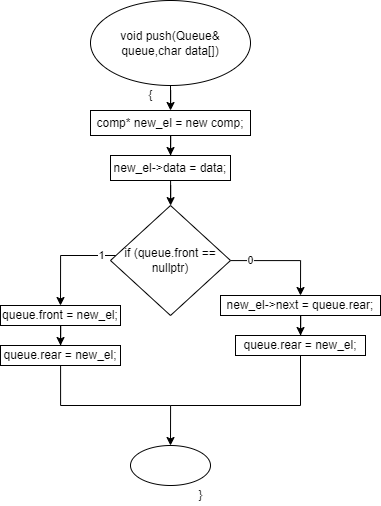 void push(Queue&
queue,char data[])
{
comp* new_el = new comp;
new_el->data = data;
if (queue.front ==
nullptr)
1
0
queue.front = new_el;
new_el->next = queue.rear;
queue.rear = new_el;
queue.rear = new_el;
}